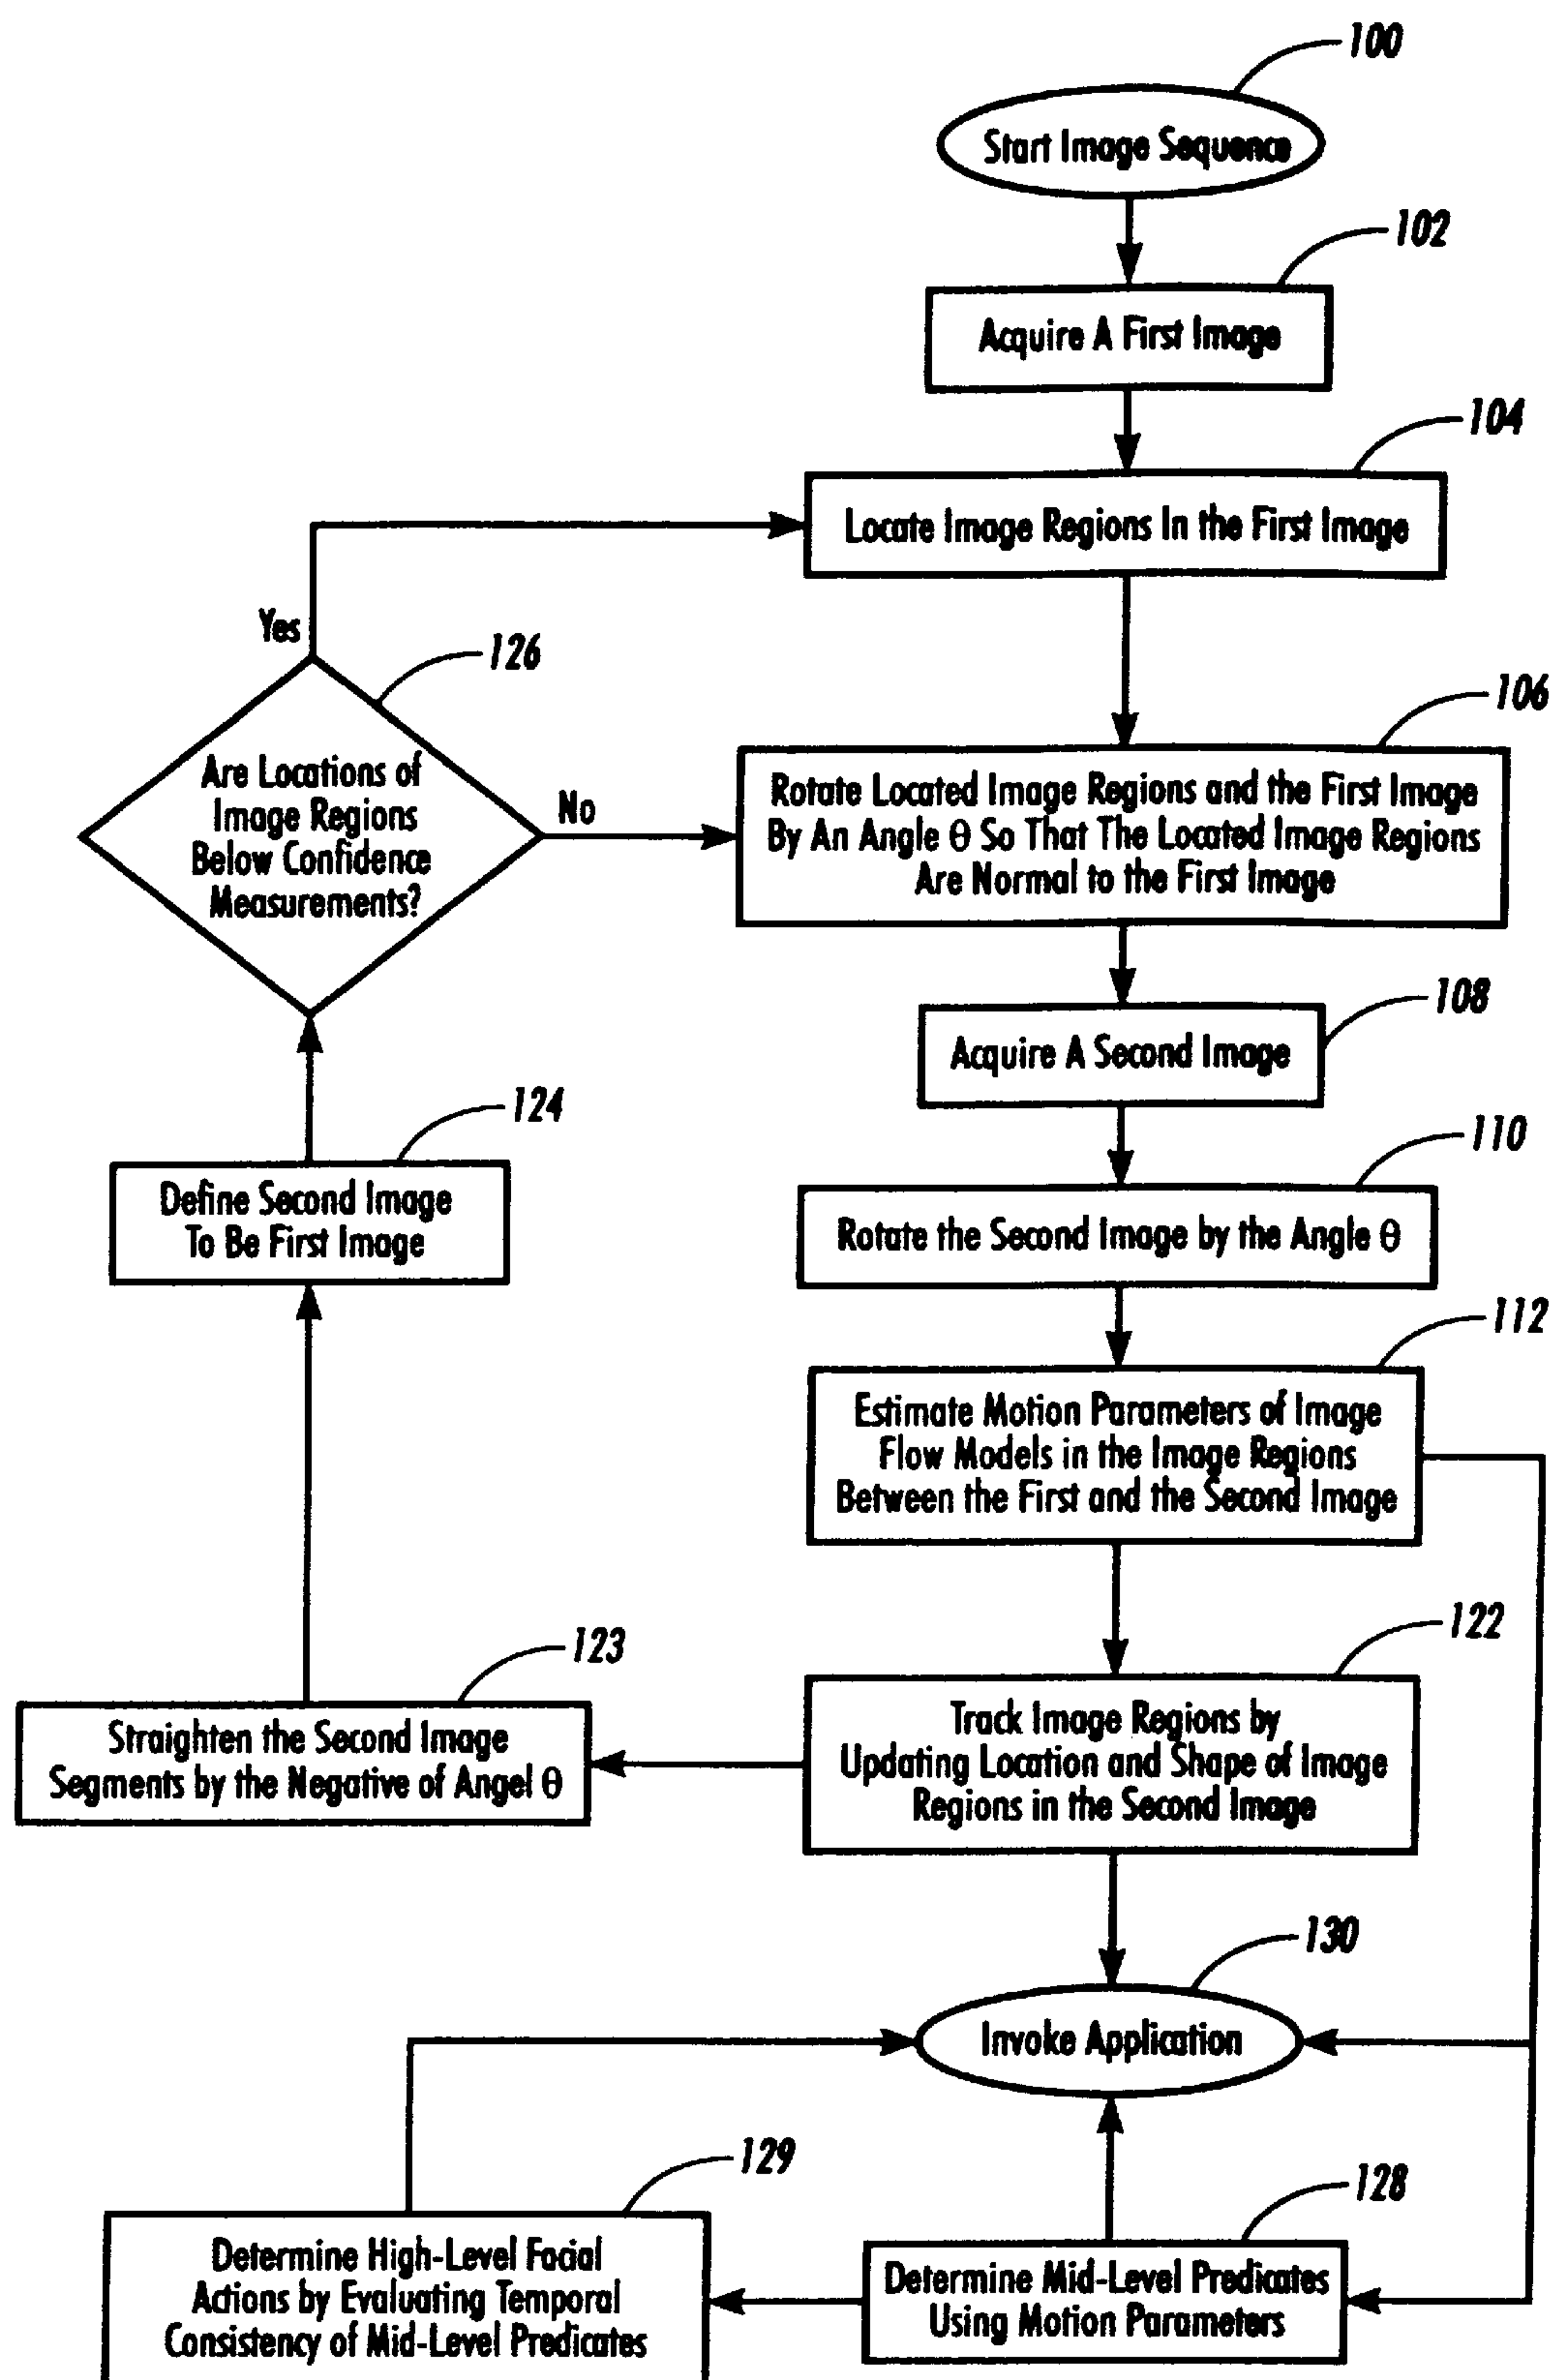 100
Start Image Sequence
102
Acquire A First Image
104
Locate Image Regions In the First Image
Yes
126
106
Are Locations of
Image Regions
Below Confidence
Measurements?
No
Rotate Located Image Regions and the First Image
By An Angle θ So That The Located Image Regions
Are Normal to the First Image
108
Acquire A Second Image
124
110
Define Second Image
To Be First Image
Rotate the Second Image by the Angle θ
112
Estimate Motion Parameters of Image
Flow Models in the Image Regions
Between the First and the Second Image
123
122
Straighten the Second Image
Segments by the Negative of Angel θ
Track Image Regions by
Updating Location and Shape of Image
Regions in the Second Image
130
Invoke Application
129
128
Determine High-Level Facial
Actions by Evaluating Temporal
Consistency of Mid-Level Predicates
Determine Mid-Level Predicates
Using Motion Parameters